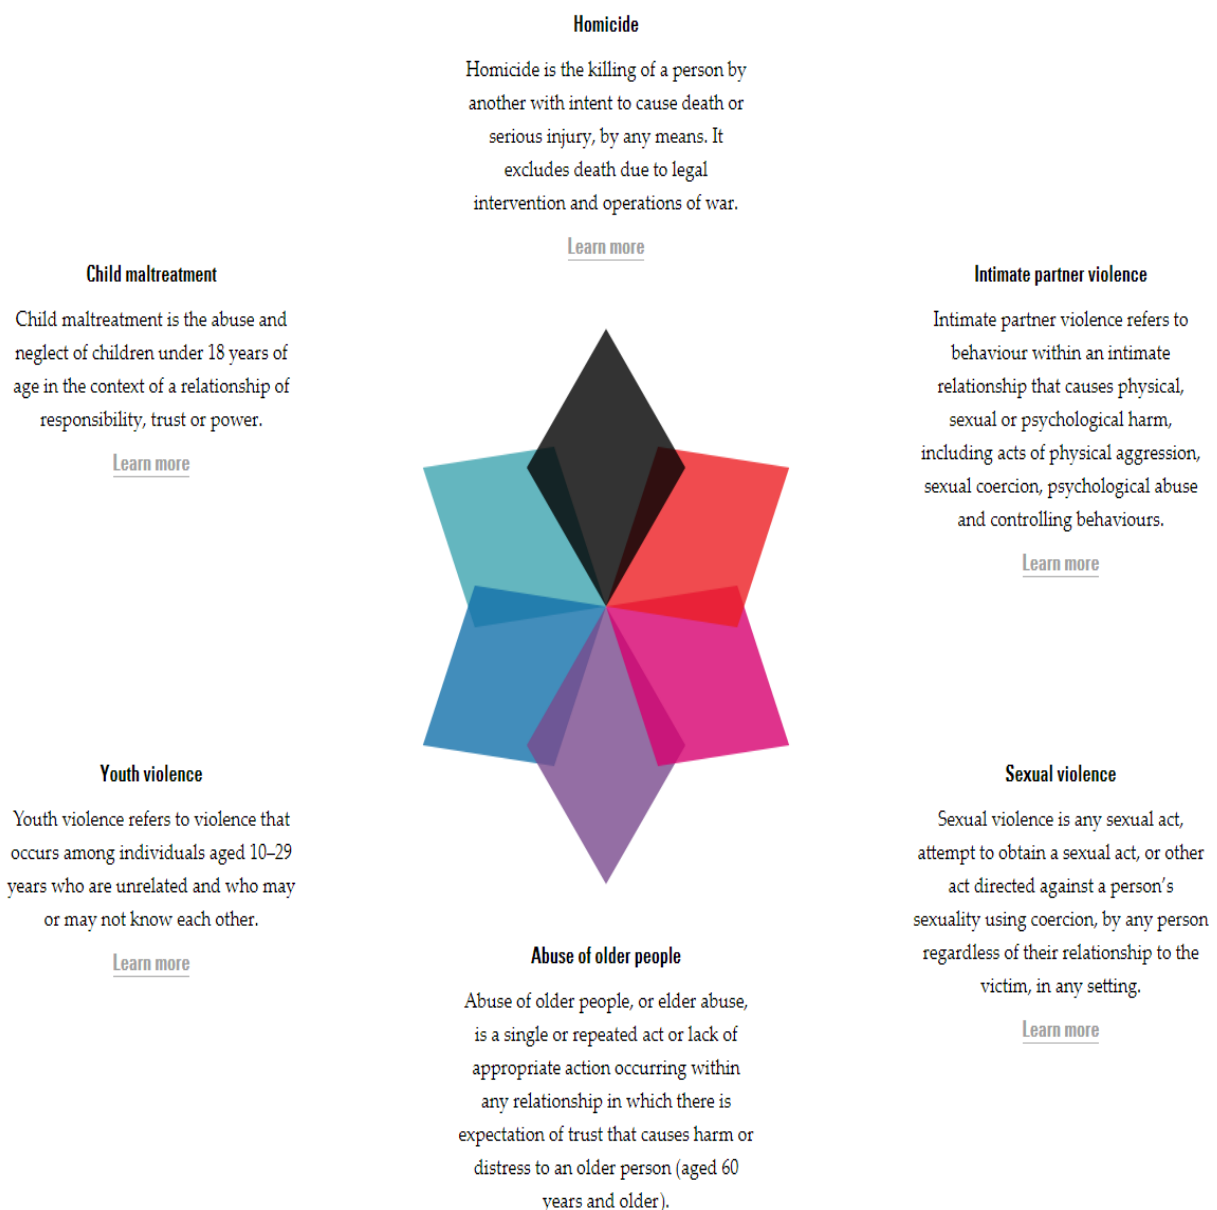 Homicide
Homicide is the killing of a person by
another with intent to cause death or
serious injury, by any means. It
excludes death due to legal
intervention and operations of war.
Learn more
Child maltreatment
Child maltreatment is the abuse and
neglect of children under 18 years of
age in the context of a relationship of
responsibility, trust or power.
Learn more
Intimate partner violence
Intimate partner violence refers to
behaviour within an intimate
relationship that causes physical,
sexual or psychological harm,
including acts of physical aggression,
sexual coercion, psychological abuse
and controlling behaviours.
Learn more
Youth violence
Youth violence refers to violence that
occurs among individuals aged 10–29
years who are unrelated and who may
or may not know each other.
Learn more
Sexual violence
Sexual violence is any sexual act,
attempt to obtain a sexual act, or other
act directed against a person’s
sexuality using coercion, by any person
regardless of their relationship to the
victim, in any setting.
Learn more
Abuse of older people
Abuse of older people, or elder abuse,
is a single or repeated act or lack of
appropriate action occurring within
any relationship in which there is
expectation of trust that causes harm or
distress to an older person (aged 60
years and older).